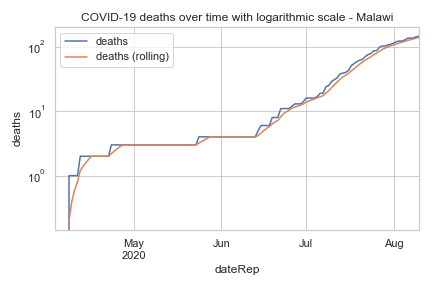 COVID-19 deaths over time with logarithmic scale - Malawi
deaths
deaths (rolling)
10²
10¹
10⁰
deaths
May
2020
Jun
Jul
Aug
dateRep